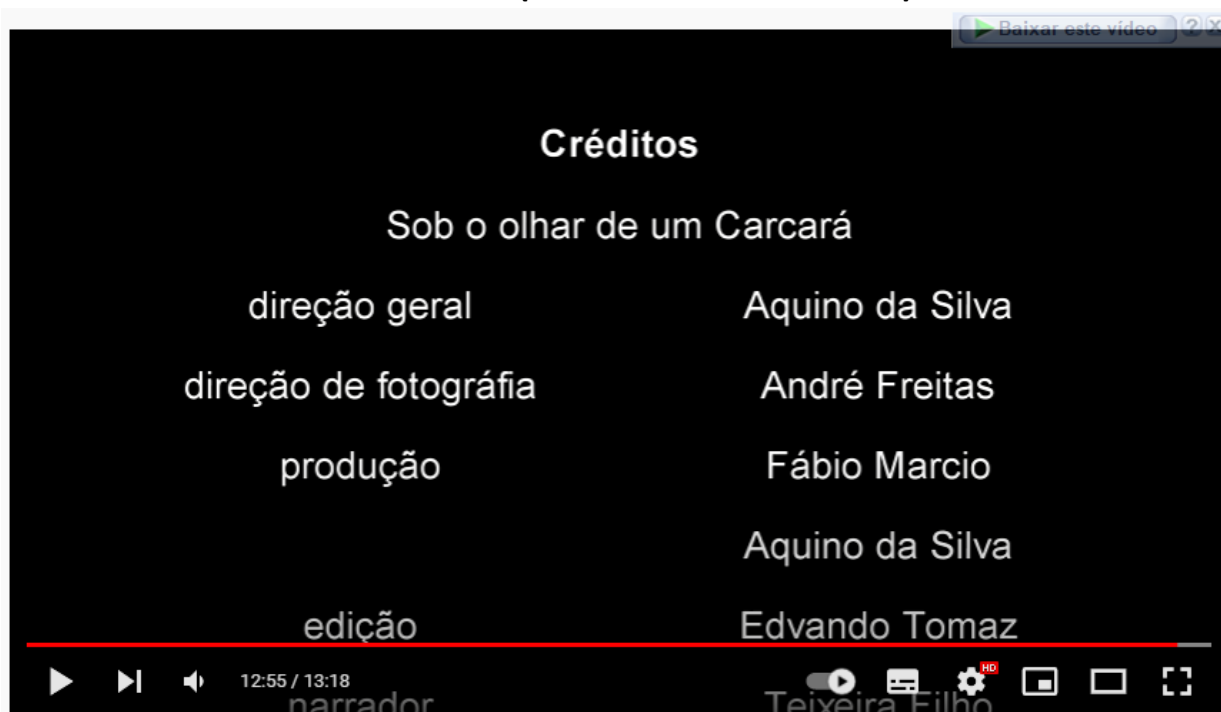 Baixar este vídeo ? X
Créditos
Sob o olhar de um Carcará
direção geral Aquino da Silva
direção de fotográfia André Freitas
produção Fábio Marcio
Aquino da Silva
edição Edvando Tomaz
HD
12:55 / 13:18
narrador Teixeira Filho